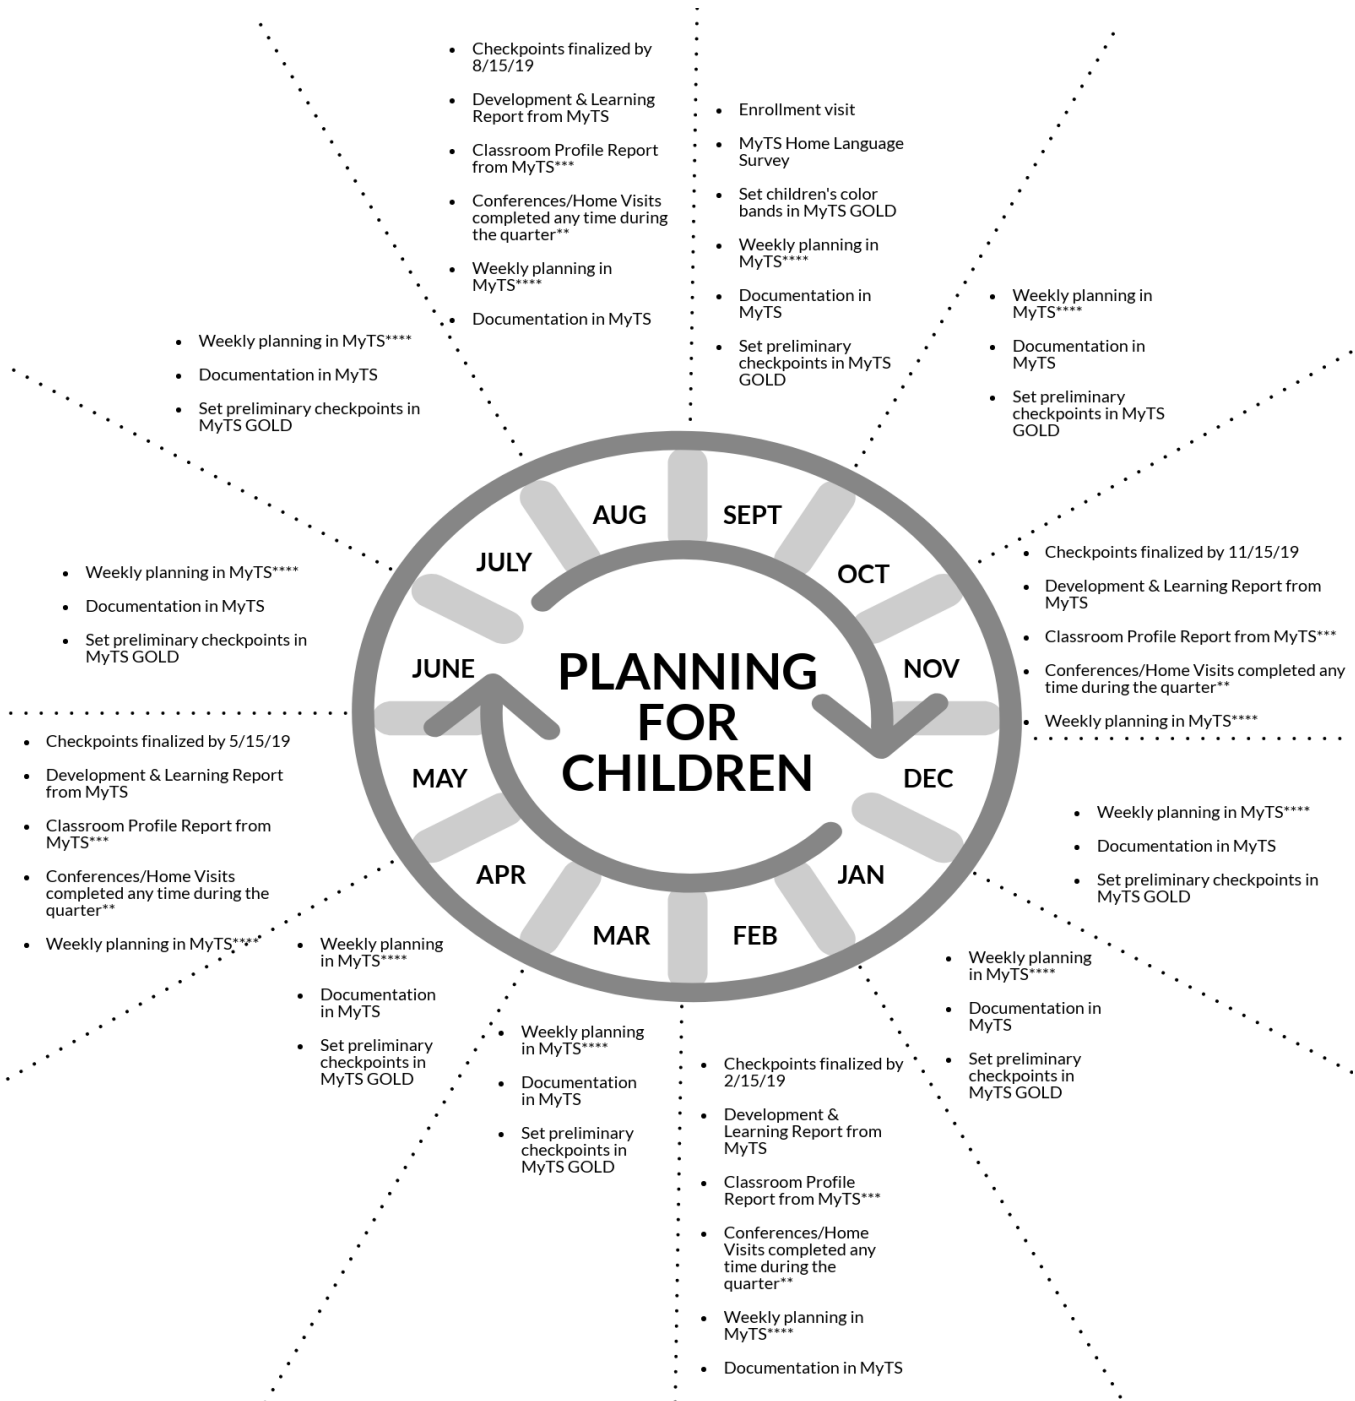 • Checkpoints finalized by
8/15/19
• Development & Learning
Report from MyTS
• Classroom Profile Report
from MyTS***
• Conferences/Home Visits
completed any time during
the quarter**
• Weekly planning in
MyTS****
• Documentation in MyTS
• Enrollment visit
• MyTS Home Language
Survey
• Set children's color
bands in MyTS GOLD
• Weekly planning in
MyTS****
• Documentation in
MyTS
• Set preliminary
checkpoints in MyTS
GOLD
• Weekly planning in
MyTS****
• Documentation in
MyTS
• Set preliminary
checkpoints in MyTS
GOLD
• Checkpoints finalized by 11/15/19
• Development & Learning Report from
MyTS
• Classroom Profile Report from MyTS***
• Conferences/Home Visits completed any
time during the quarter**
• Weekly planning in MyTS****
• Weekly planning in MyTS****
• Documentation in MyTS
• Set preliminary checkpoints in
MyTS GOLD
• Weekly planning
in MyTS****
• Documentation in
MyTS
• Set preliminary
checkpoints in
MyTS GOLD
• Checkpoints finalized by
2/15/19
• Development &
Learning Report from
MyTS
• Classroom Profile
Report from MyTS***
• Conferences/Home
Visits completed any
time during the
quarter**
• Weekly planning in
MyTS****
• Documentation in MyTS
• Weekly planning
in MyTS****
• Documentation
in MyTS
• Set preliminary
checkpoints in
MyTS GOLD
• Weekly planning
in MyTS****
• Documentation
in MyTS
• Set preliminary
checkpoints in
MyTS GOLD
• Checkpoints finalized by 5/15/19
• Development & Learning Report
from MyTS
• Classroom Profile Report from
MyTS***
• Conferences/Home Visits
completed any time during the
quarter**
• Weekly planning in MyTS****
• Weekly planning in MyTS****
• Documentation in MyTS
• Set preliminary checkpoints in
MyTS GOLD
• Weekly planning in MyTS****
• Documentation in MyTS
• Set preliminary checkpoints in
MyTS GOLD
AUG
SEPT
OCT
NOV
DEC
JAN
FEB
MAR
APR
MAY
JUNE
JULY
PLANNING
FOR
CHILDREN